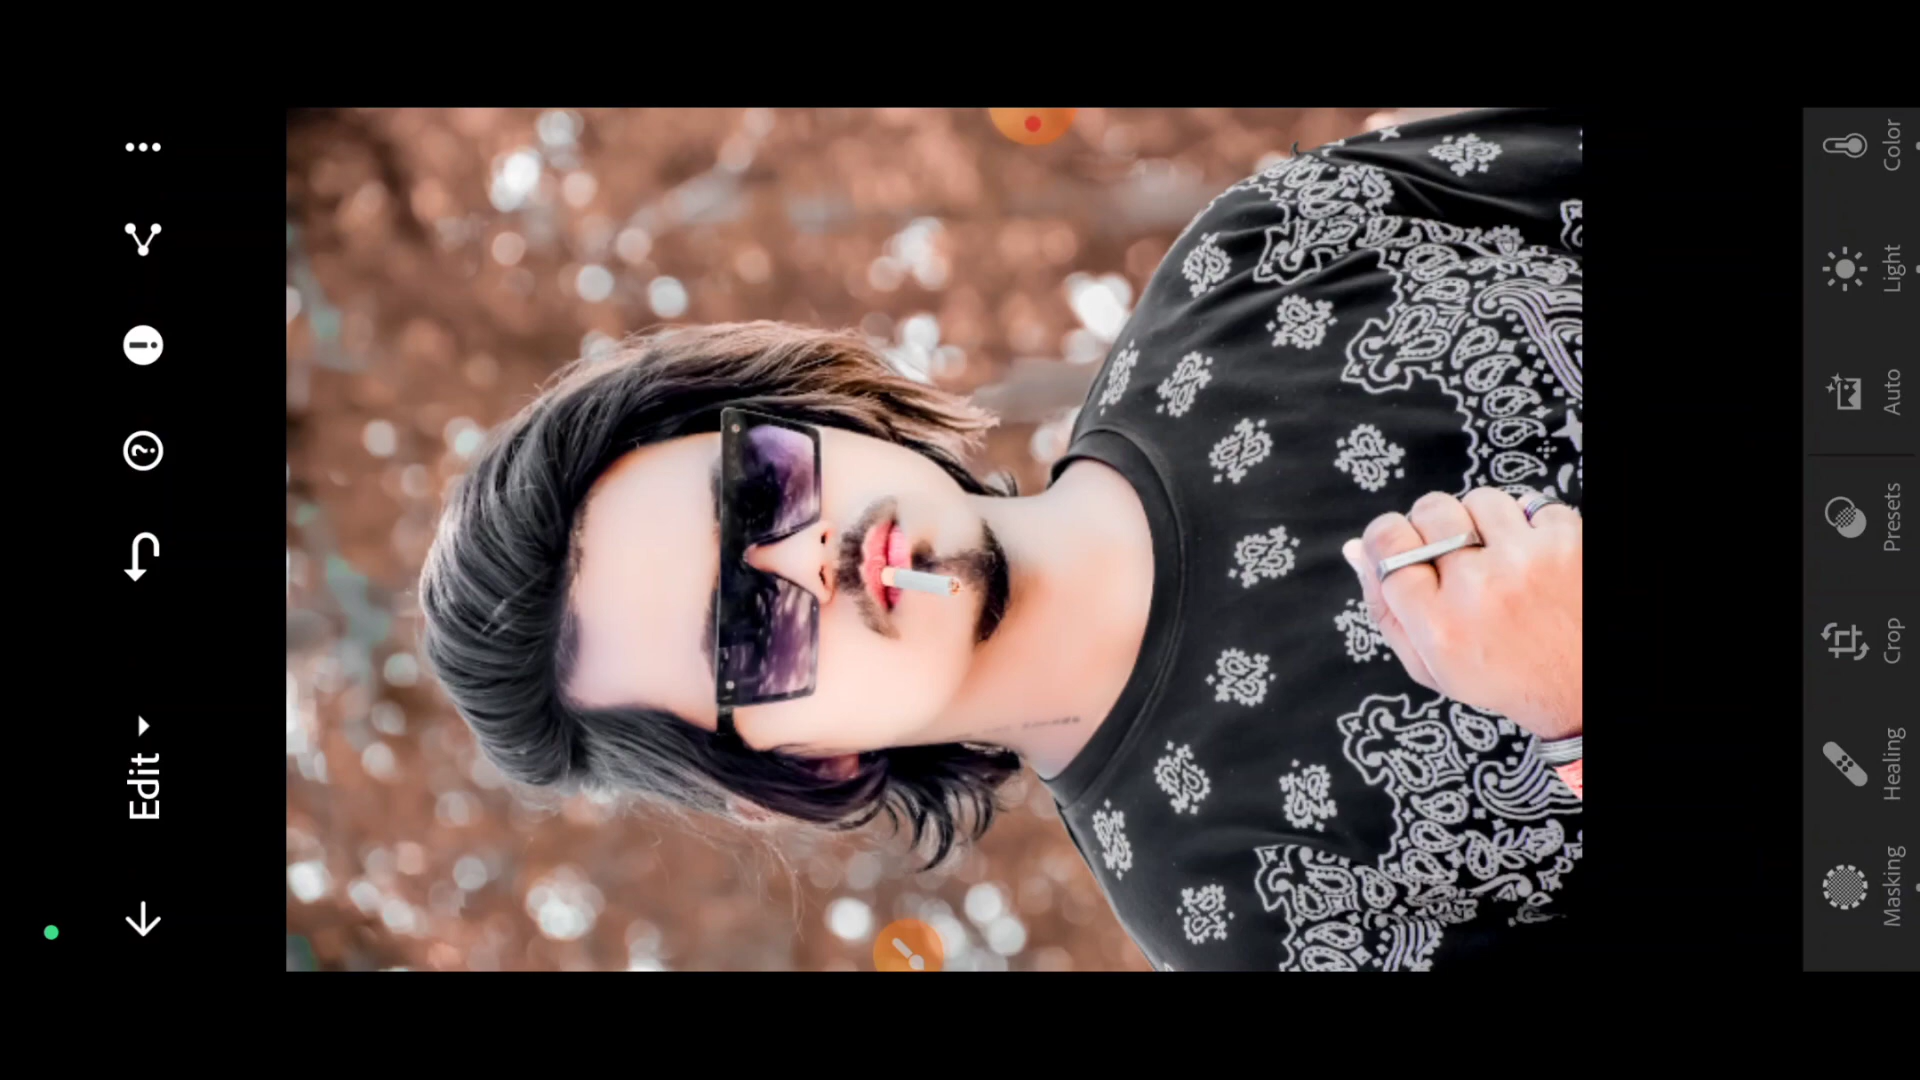 Edit
Masking
Healing
Crop
Presets
Auto
Light
Color